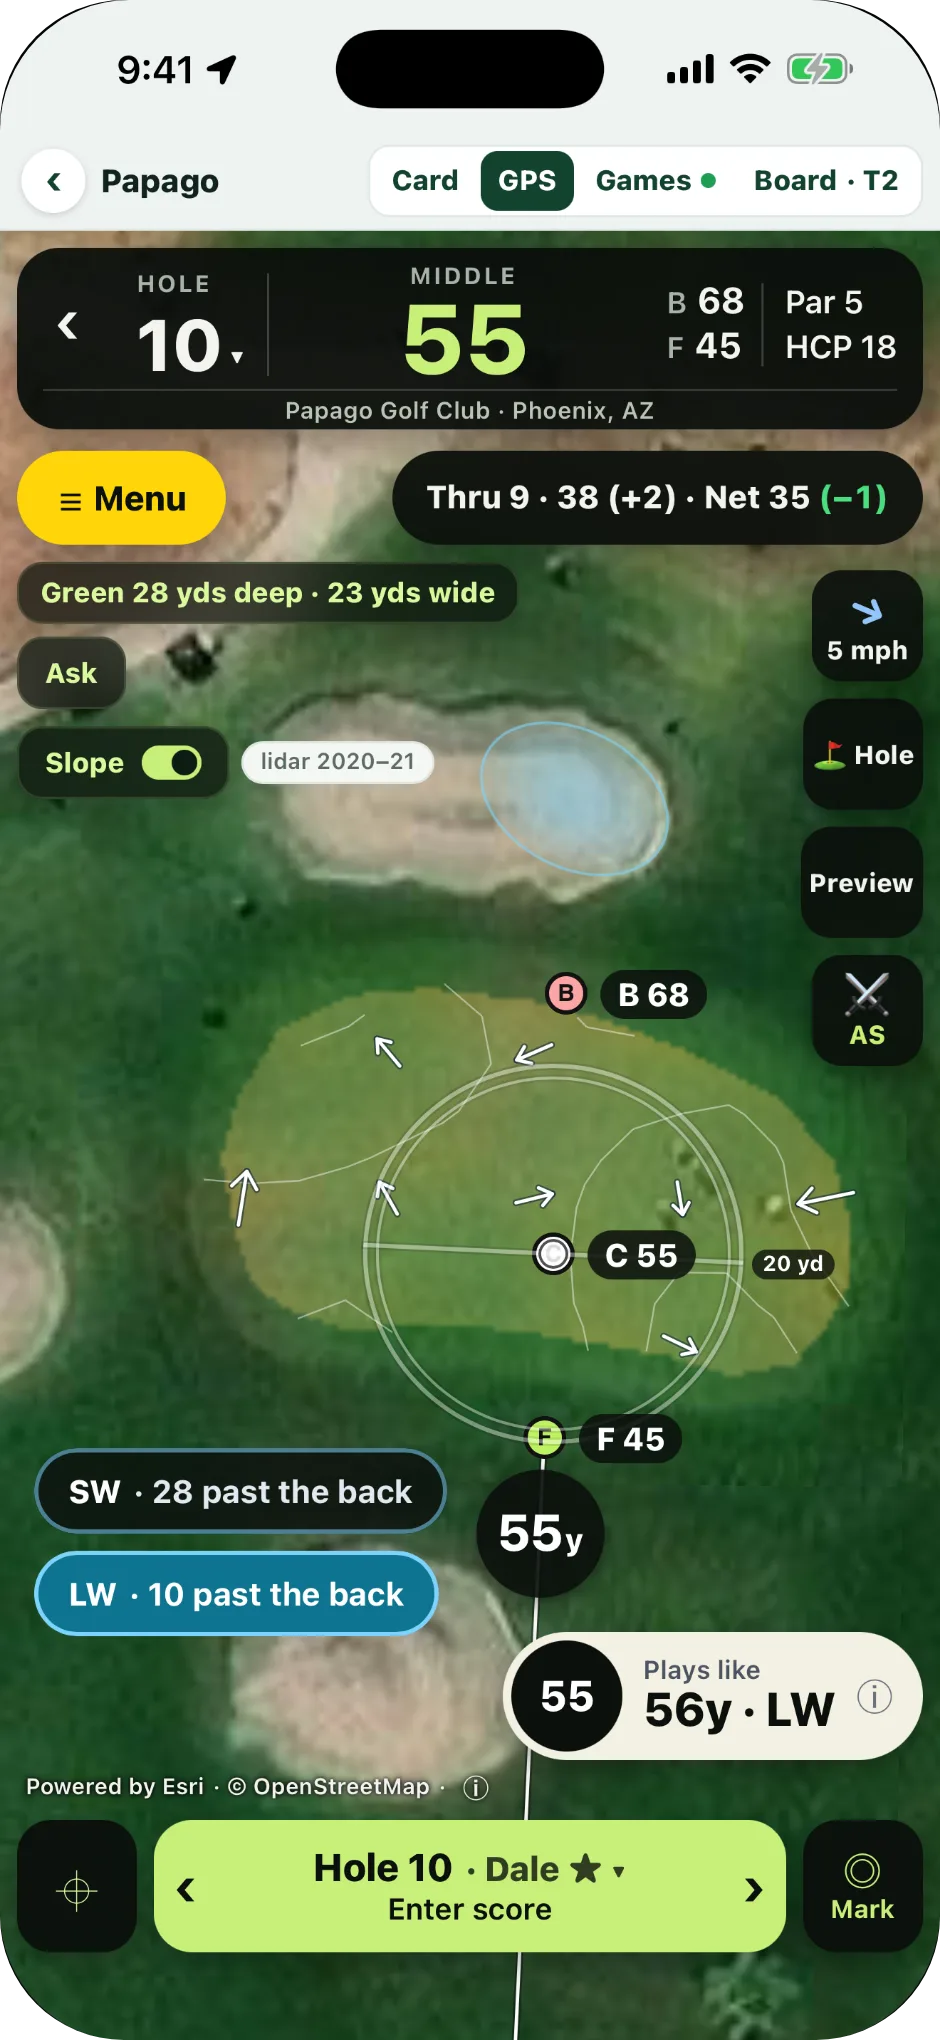 9:41
‹ Papago
Card GPS Games Board · T2
HOLE
‹ 10 ▾
MIDDLE
55
B 68
F 45
Par 5
HCP 18
Papago Golf Club · Phoenix, AZ
≡ Menu
Thru 9 · 38 (+2) · Net 35 (−1)
Green 28 yds deep · 23 yds wide
5 mph
Ask
Slope
lidar 2020–21
Hole
Preview
B B 68
AS
C C 55
20 yd
F F 45
SW · 28 past the back
55y
LW · 10 past the back
55
Plays like
56y · LW ⓘ
Powered by Esri · © OpenStreetMap · ⓘ
‹ Hole 10 · Dale ★ ▾ ›
Enter score
Mark